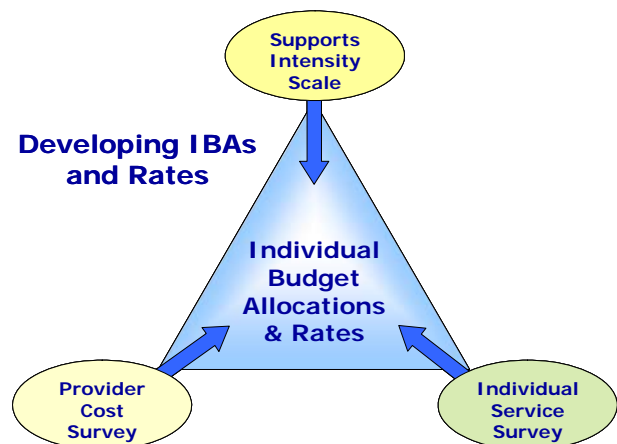 Supports
Intensity
Scale
Developing IBAs
and Rates
Individual
Budget
Allocations
& Rates
Provider
Cost
Survey
Individual
Service
Survey